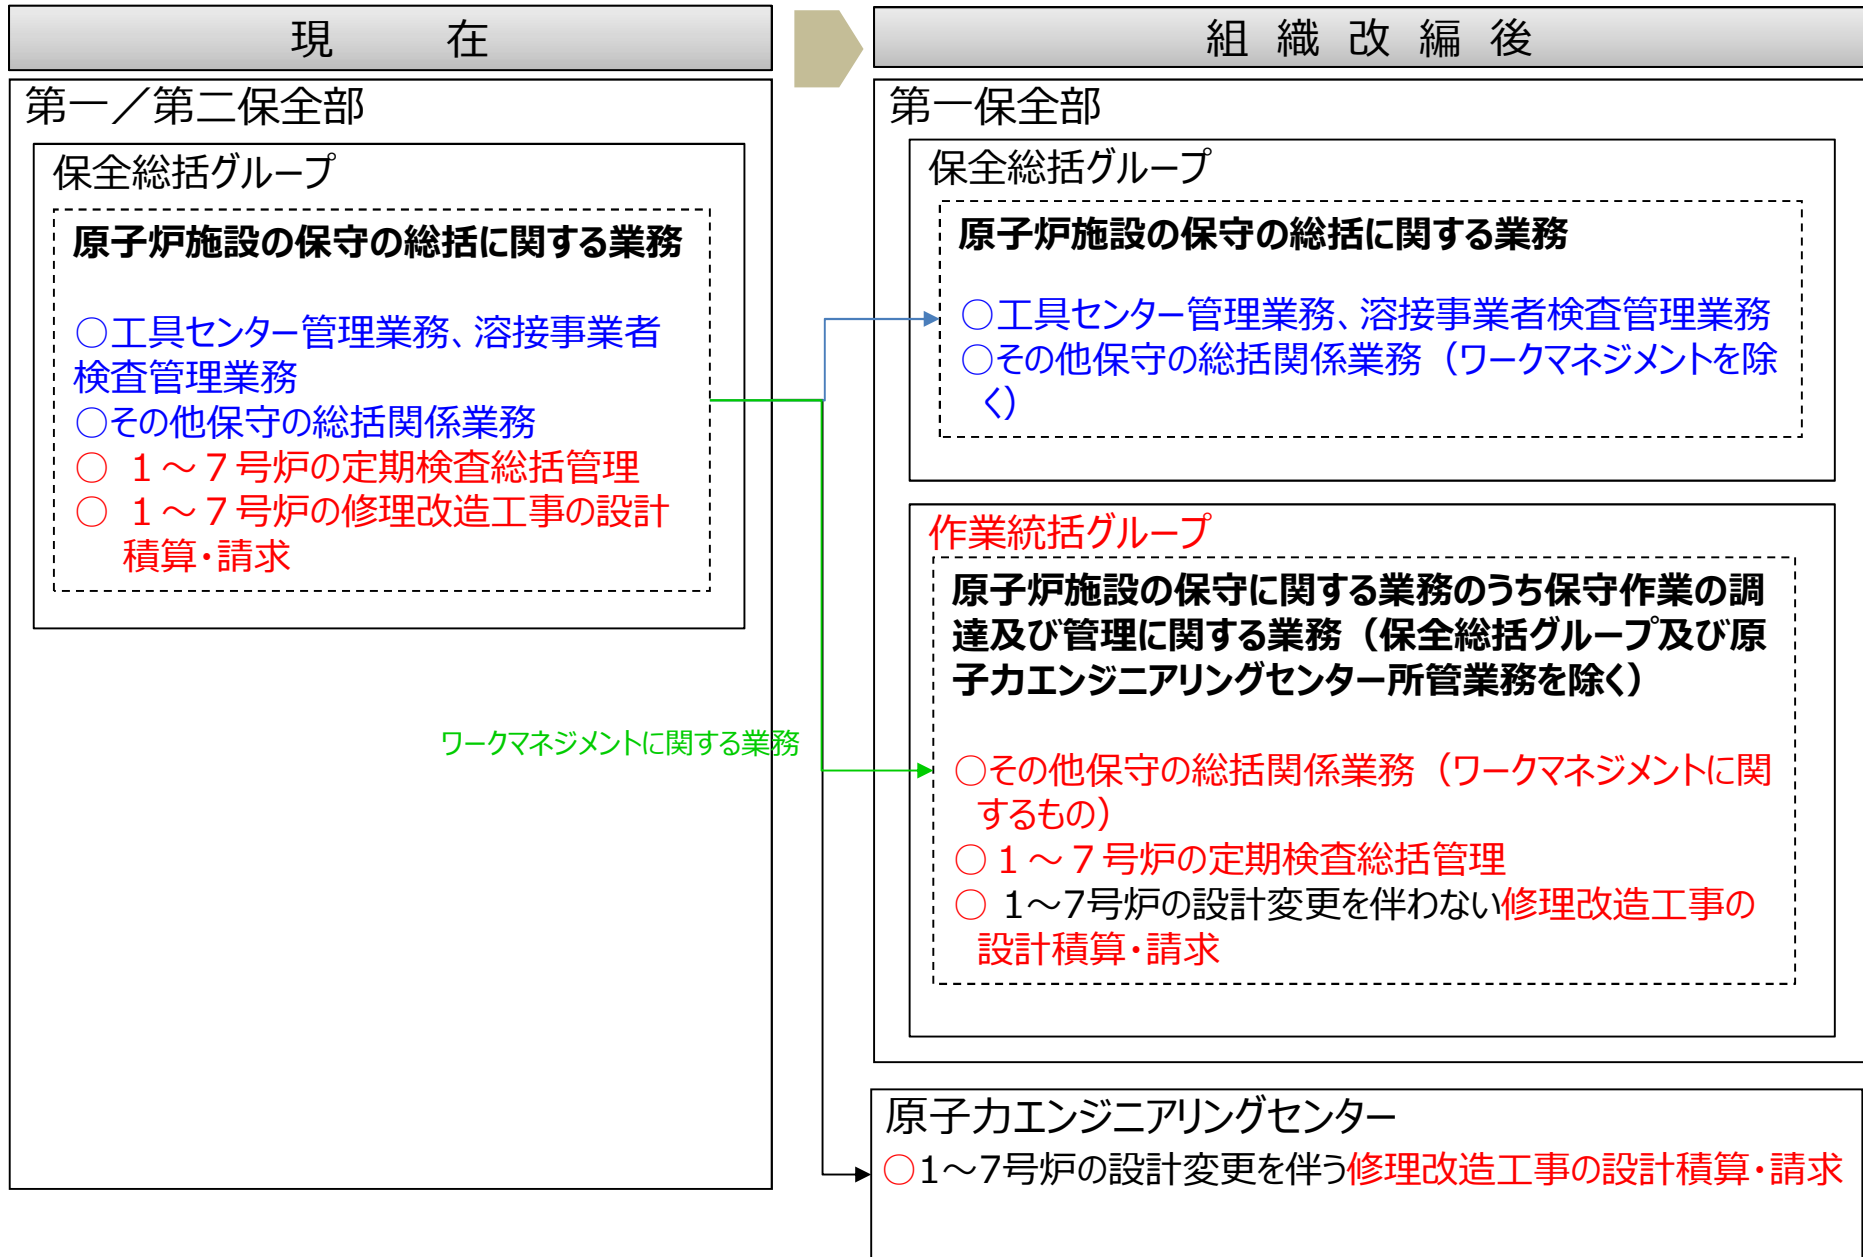 現在
第一／第二保全部
保全総括グループ
原子炉施設の保守の総括に関する業務
○工具センター管理業務、溶接事業者
検査管理業務
○その他保守の総括関係業務
○ １～７号炉の定期検査総括管理
○ １～７号炉の修理改造工事の設計
積算・請求
ワークマネジメントに関する業務
組織改編後
第一保全部
保全総括グループ
原子炉施設の保守の総括に関する業務
○工具センター管理業務、溶接事業者検査管理業務
○その他保守の総括関係業務（ワークマネジメントを除
く）
作業統括グループ
原子炉施設の保守に関する業務のうち保守作業の調
達及び管理に関する業務（保全総括グループ及び原
子力エンジニアリングセンター所管業務を除く）
○その他保守の総括関係業務（ワークマネジメントに関
するもの）
○１～７号炉の定期検査総括管理
○ 1～7号炉の設計変更を伴わない修理改造工事の
設計積算・請求
原子力エンジニアリングセンター
○1～7号炉の設計変更を伴う修理改造工事の設計積算・請求